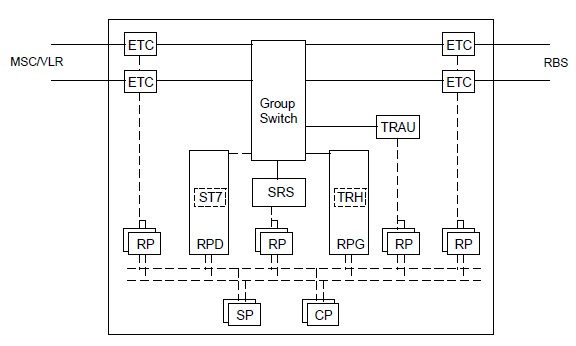 ETC
ETC
MSC/VLR
RBS
ETC
ETC
Group
Switch
TRAU
ST7
SRS
TRH
RP
RPD
RP
RPG
RP
RP
SP
CP